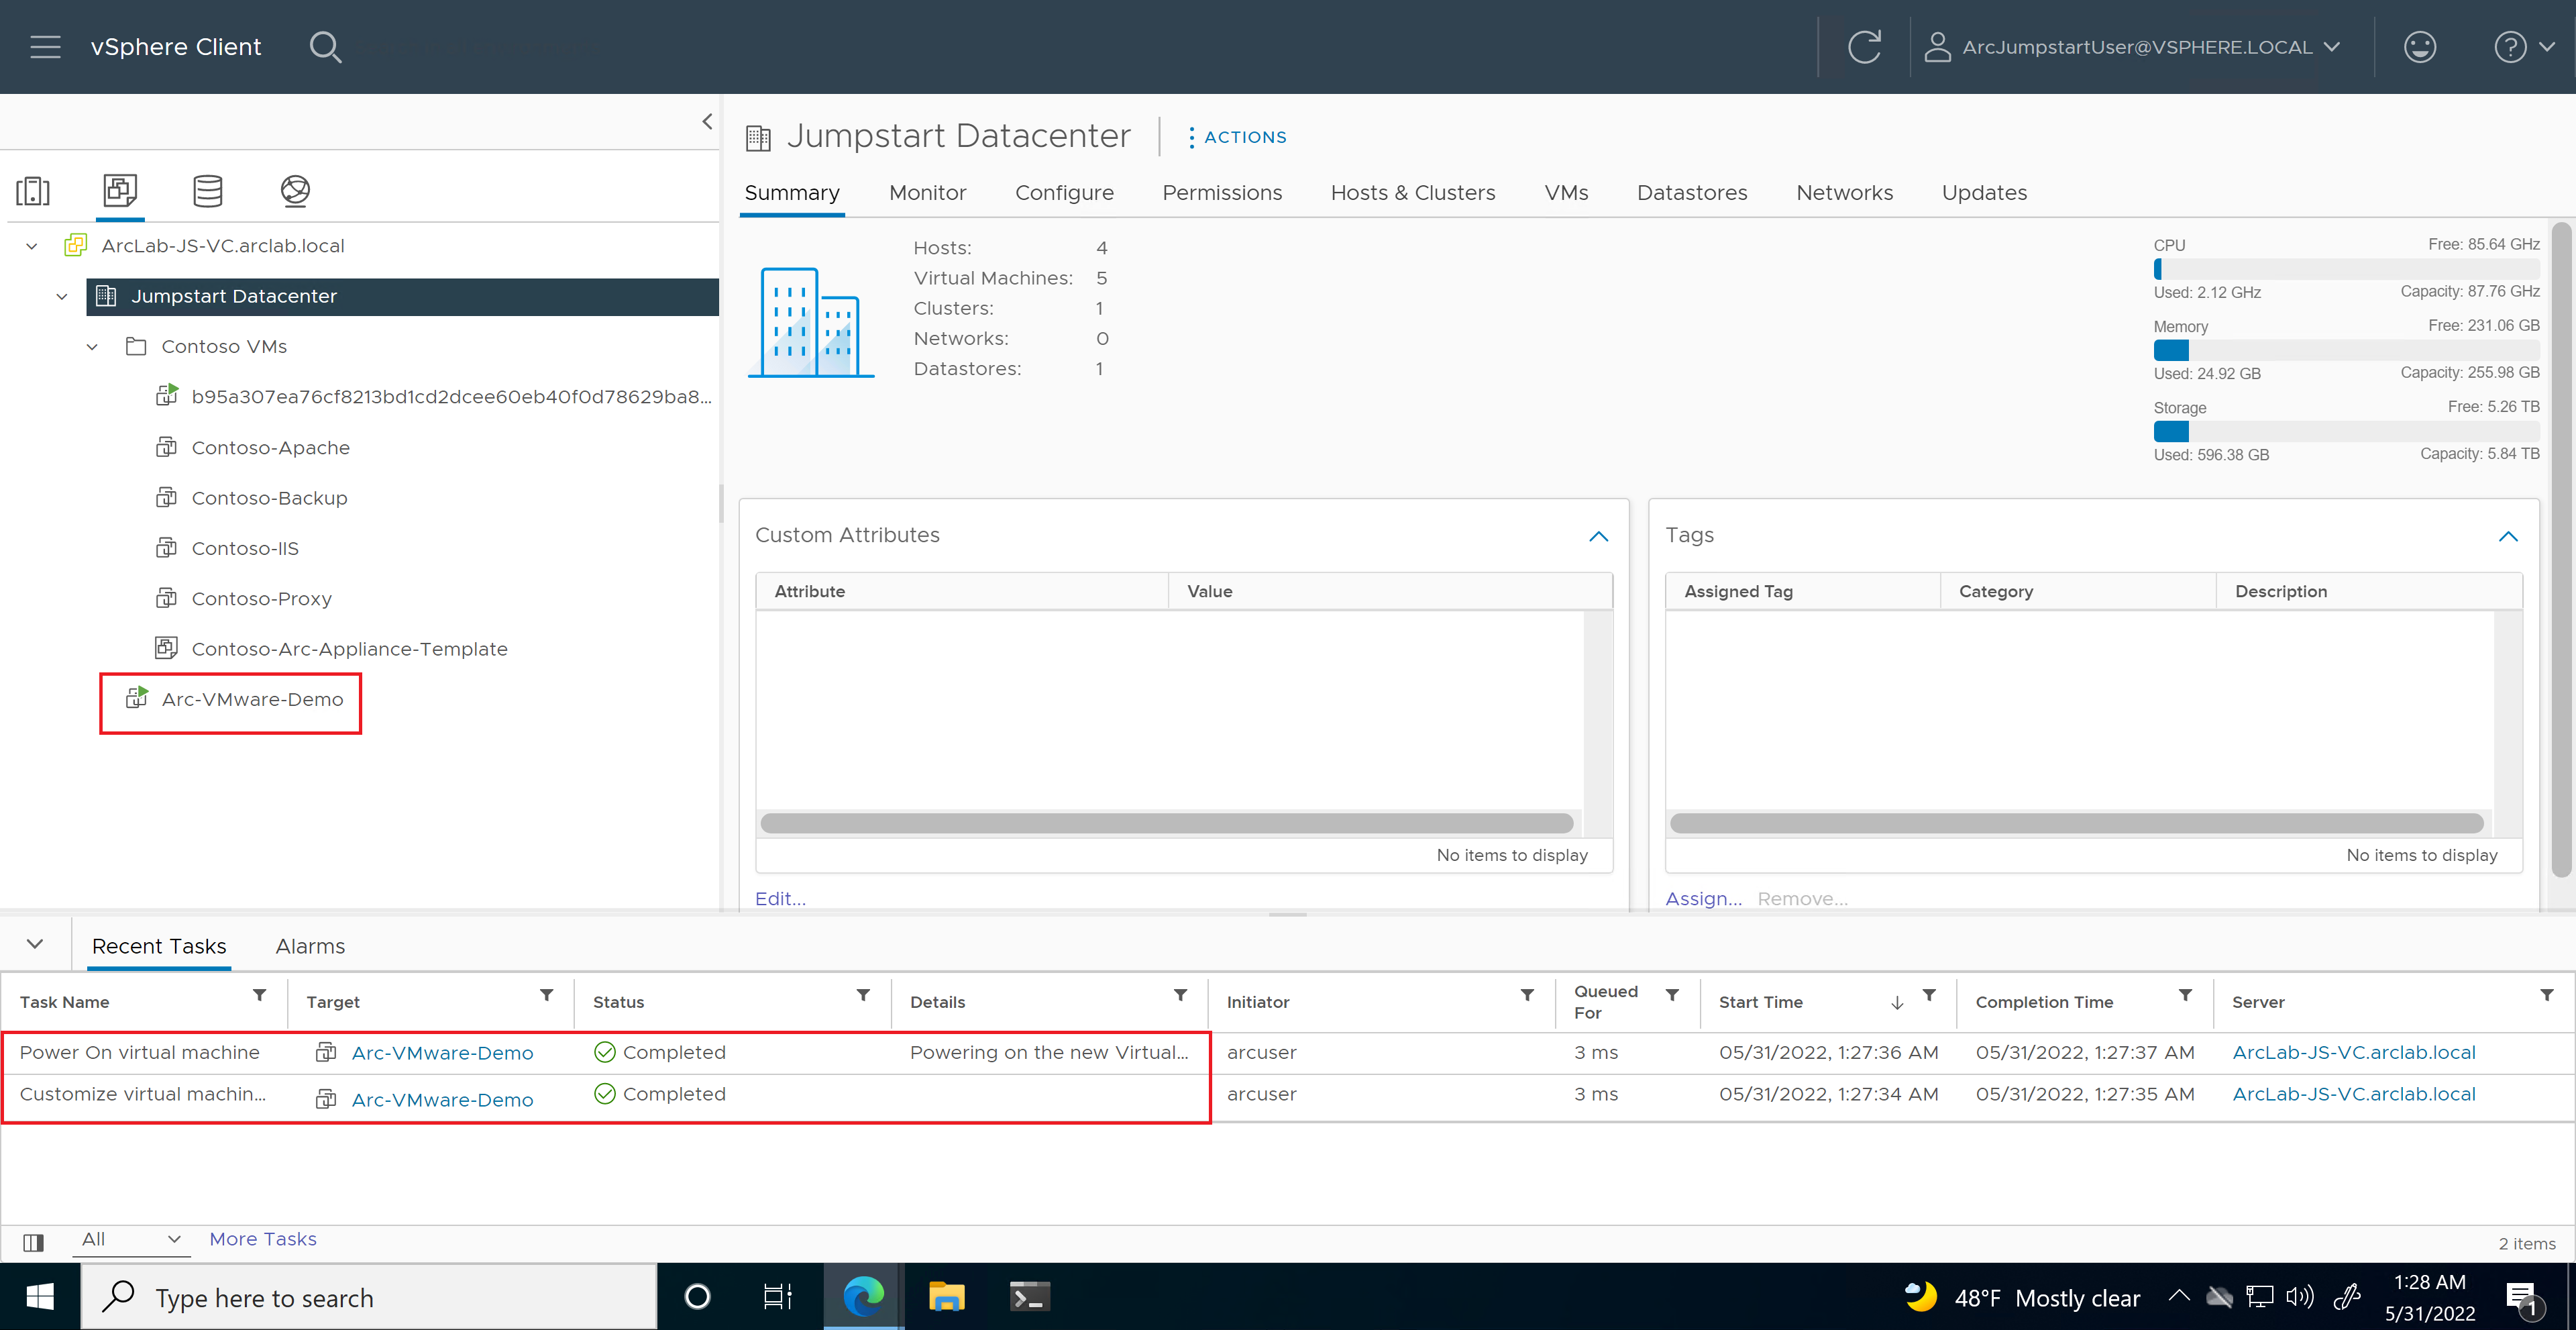 vSphere Client
ArcJumpstartUser@VSPHERE.LOCAL
ArcLab-JS-VC.arclab.local
Jumpstart Datacenter
Contoso VMs
b95a307ea76cf8213bd1cd2dcee60eb40f0d78629ba8...
Contoso-Apache
Contoso-Backup
Contoso-IIS
Contoso-Proxy
Contoso-Arc-Appliance-Template
Arc-VMware-Demo
Jumpstart Datacenter ACTIONS
Summary Monitor Configure Permissions Hosts & Clusters VMs Datastores Networks Updates
Hosts: 4
Virtual Machines: 5
Clusters: 1
Networks: 0
Datastores: 1
CPU Free: 85.64 GHz
Used: 2.12 GHz Capacity: 87.76 GHz
Memory Free: 231.06 GB
Used: 24.92 GB Capacity: 255.98 GB
Storage Free: 5.26 TB
Used: 596.38 GB Capacity: 5.84 TB
Custom Attributes
Attribute Value
No items to display
Edit...
Tags
Assigned Tag Category Description
No items to display
Assign... Remove...
Recent Tasks Alarms
Task Name Target Status Details Initiator Queued For Start Time Completion Time Server
Power On virtual machine Arc-VMware-Demo Completed Powering on the new Virtual... arcuser 3 ms 05/31/2022, 1:27:36 AM 05/31/2022, 1:27:37 AM ArcLab-JS-VC.arclab.local
Customize virtual machin... Arc-VMware-Demo Completed arcuser 3 ms 05/31/2022, 1:27:34 AM 05/31/2022, 1:27:35 AM ArcLab-JS-VC.arclab.local
All More Tasks 2 items
Type here to search
48°F Mostly clear
1:28 AM
5/31/2022
1